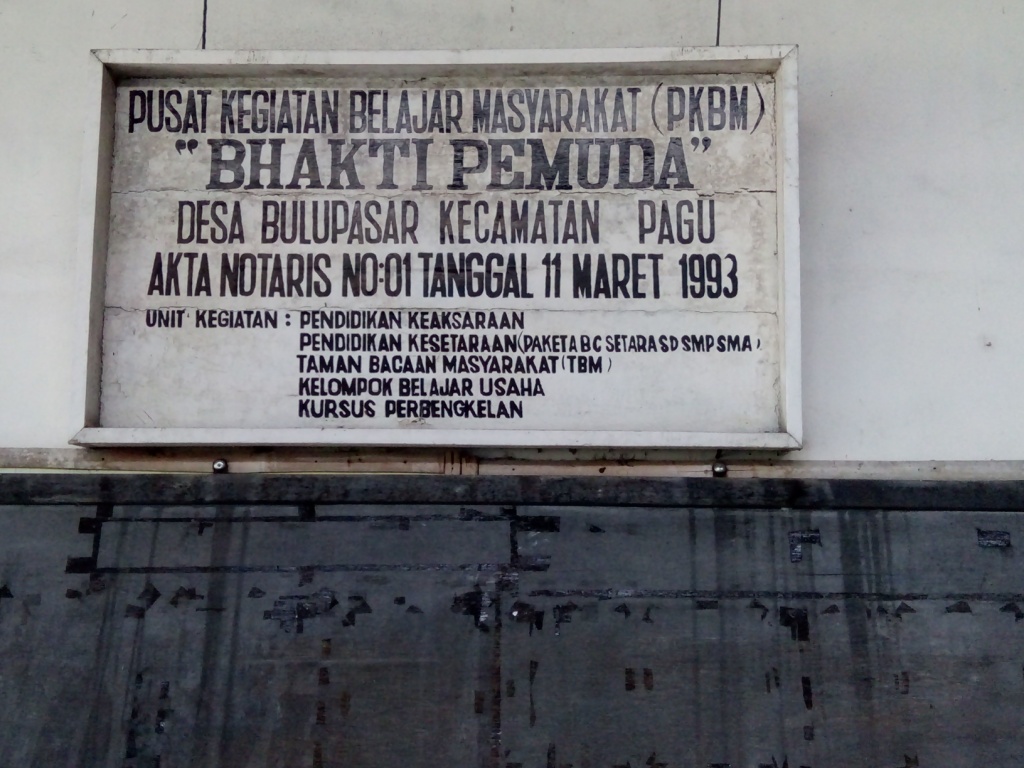 PUSAT KEGIATAN BELAJAR MASYARAKAT (PKBM)
"BHAKTI PEMUDA"
DESA BULUPASAR KECAMATAN PAGU
AKTA NOTARIS NO:01 TANGGAL 11 MARET 1993
UNIT KEGIATAN : PENDIDIKAN KEAKSARAAN
PENDIDIKAN KESETARAAN (PAKET A B C SETARA SD SMP SMA)
TAMAN BACAAN MASYARAKAT (TBM)
KELOMPOK BELAJAR USAHA
KURSUS PERBENGKELAN